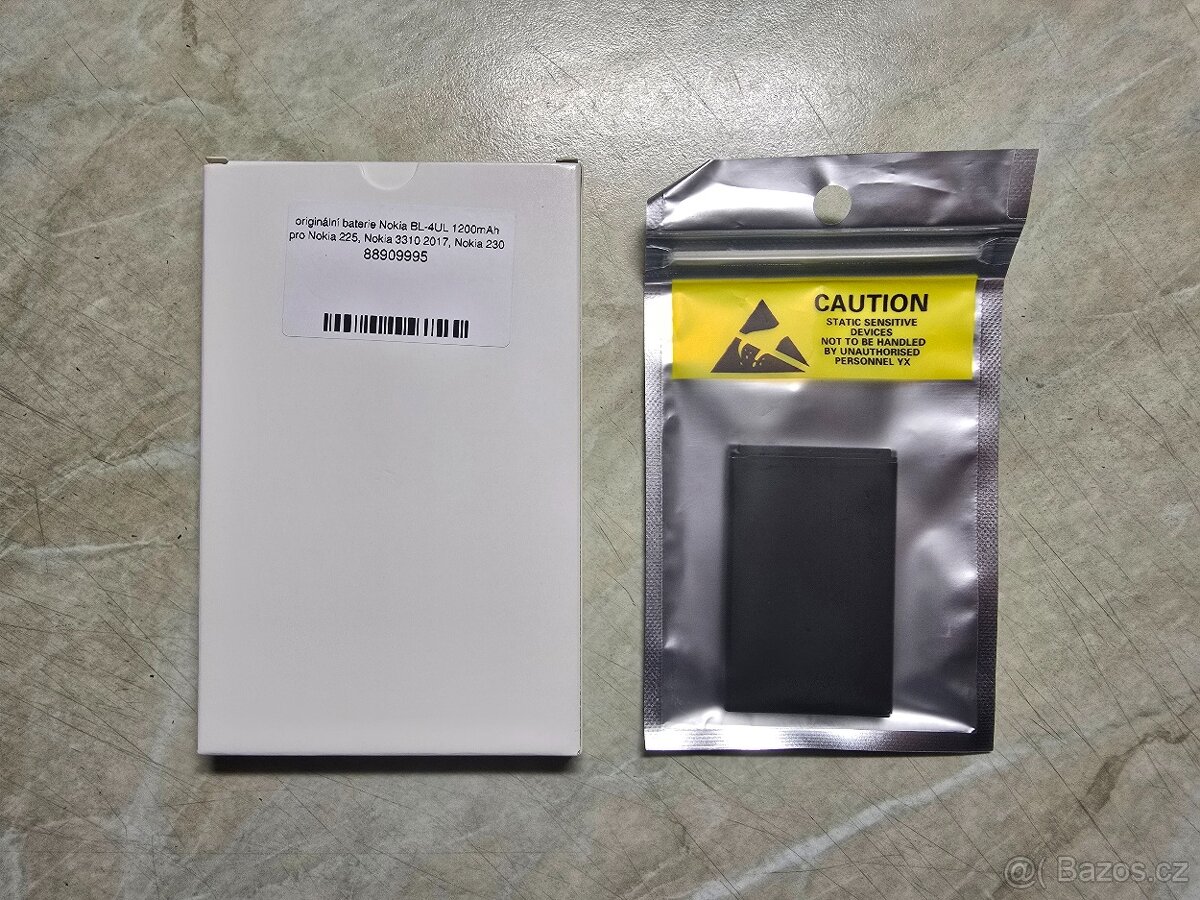 originální baterie Nokia BL-4UL 1200mAh
pro Nokia 225, Nokia 3310 2017, Nokia 230
88909995
CAUTION
STATIC SENSITIVE
DEVICES
NOT TO BE HANDLED
BY UNAUTHORISED
PERSONNEL YX
@( Bazos.cz